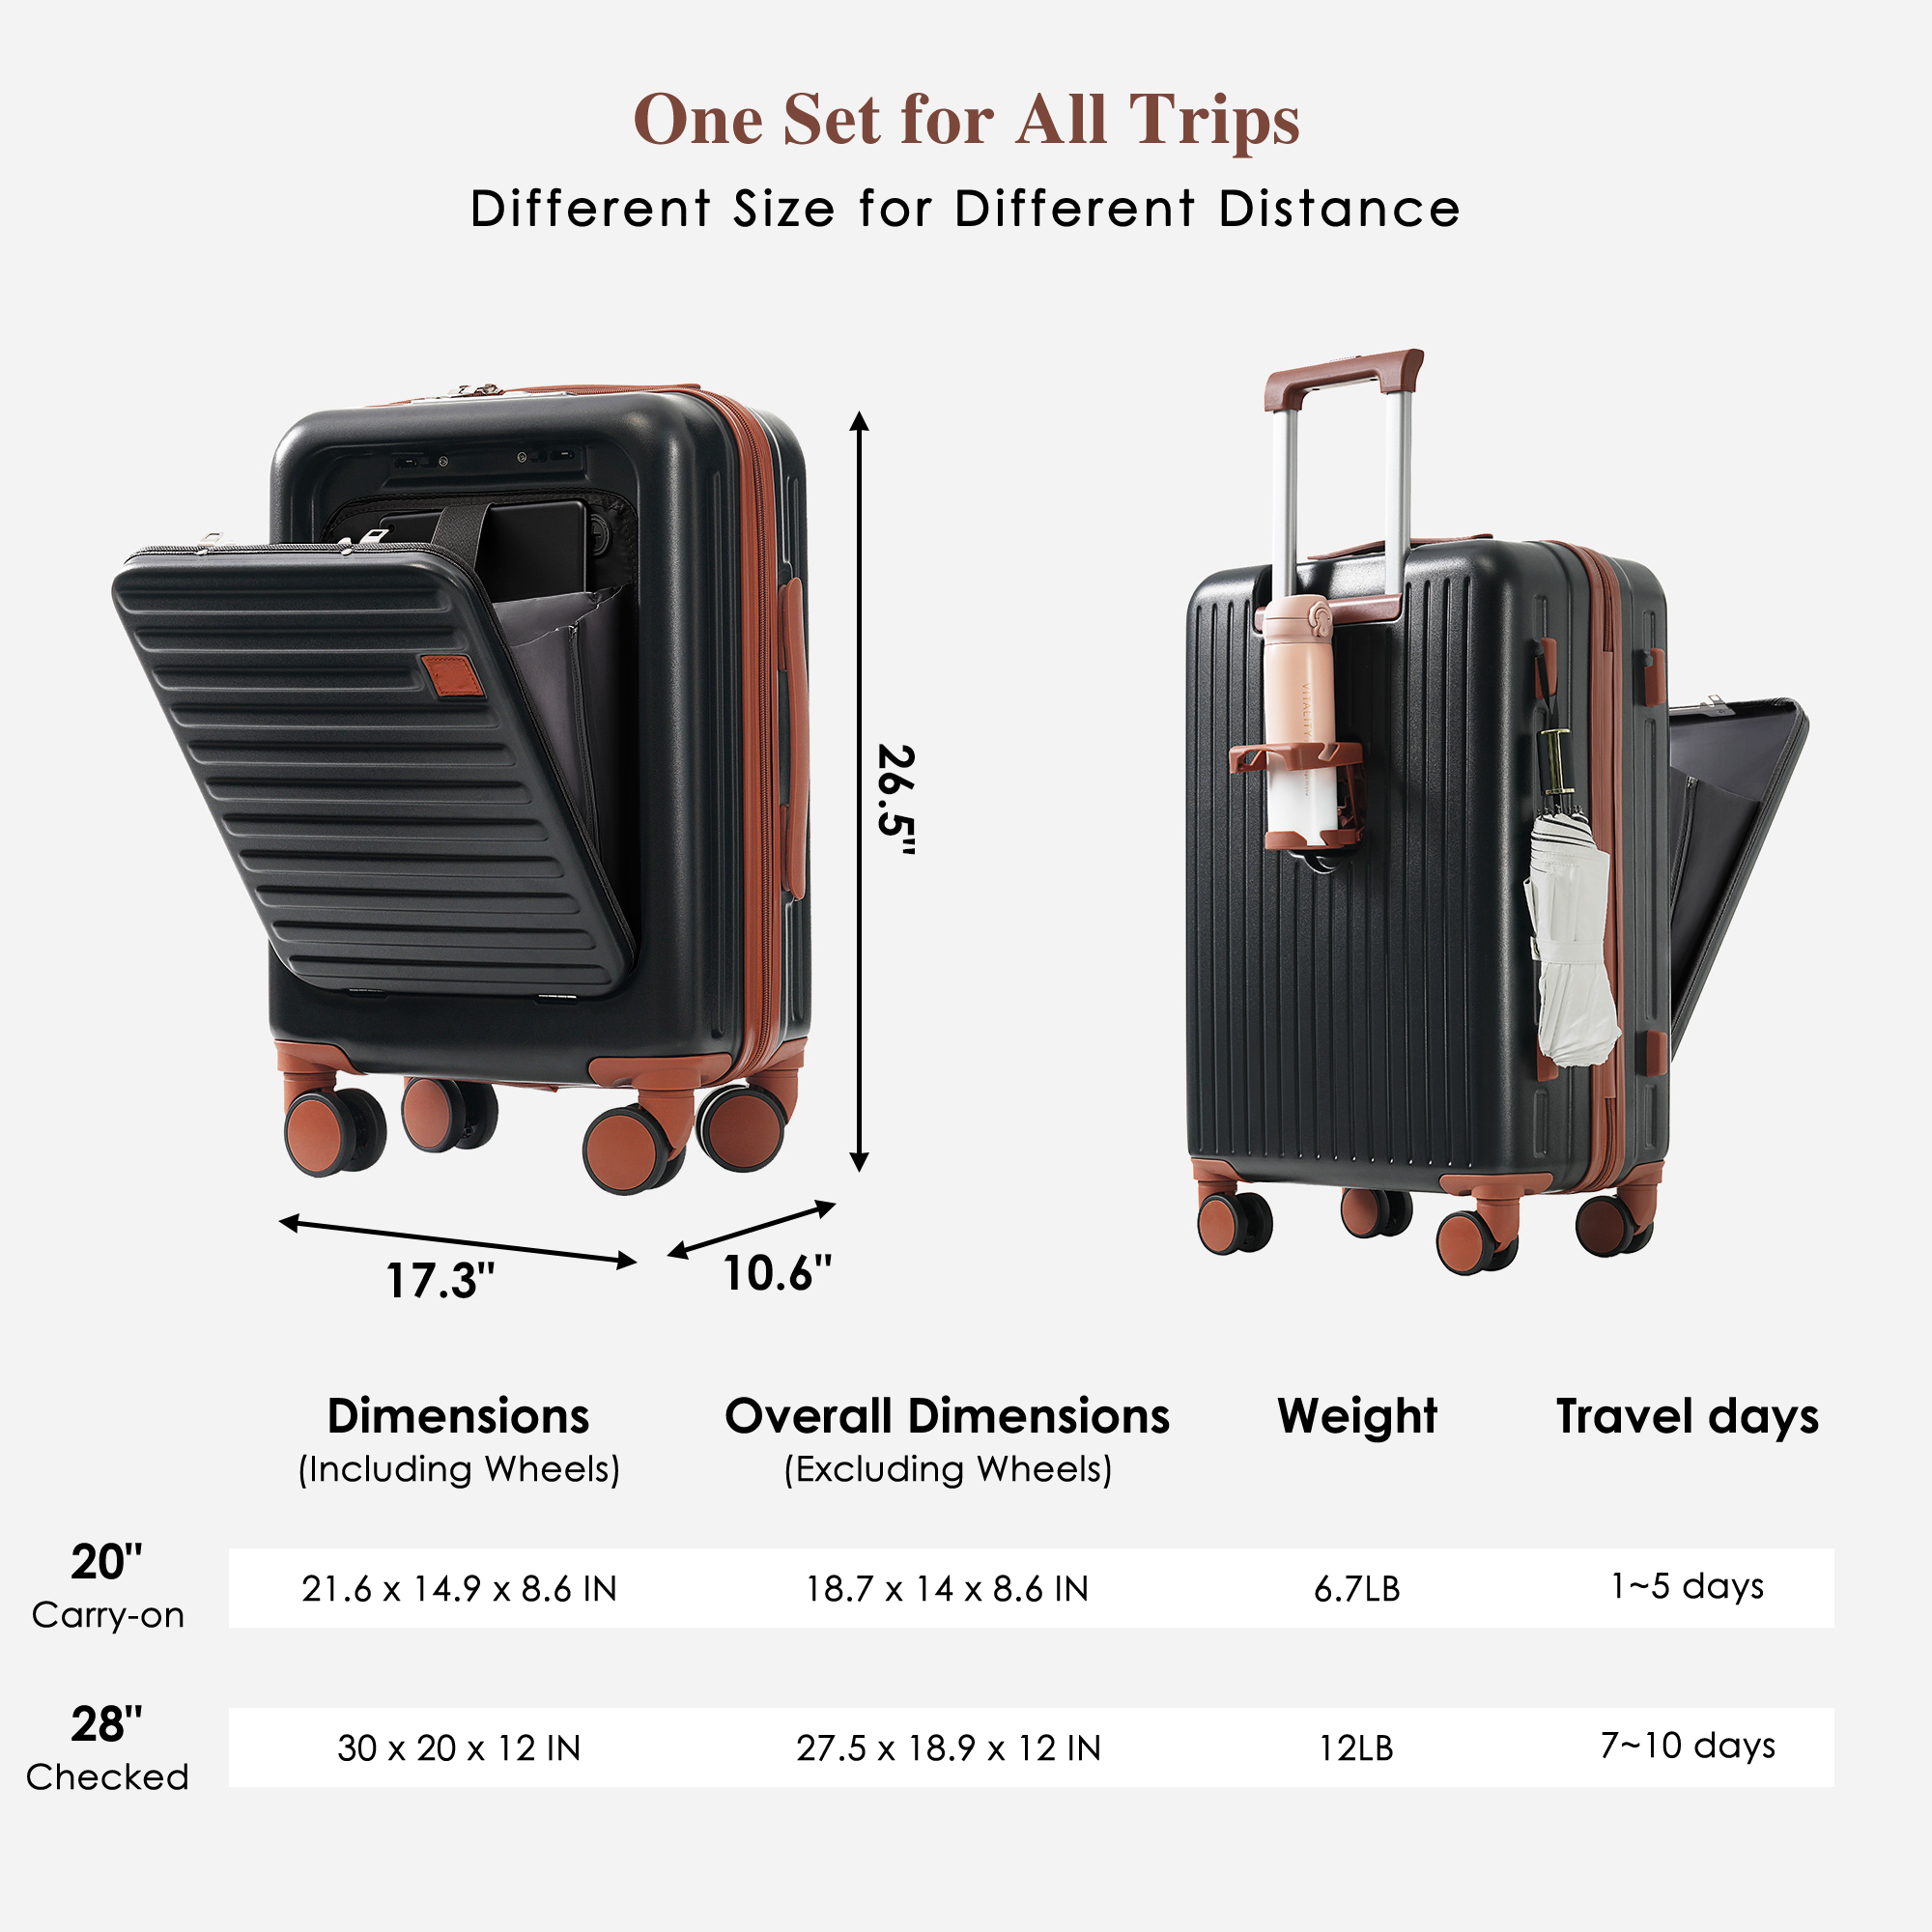 One Set for All Trips
Different Size for Different Distance
26.5"
17.3"
10.6"
VITALITY
Dimensions Overall Dimensions Weight Travel days
(Including Wheels) (Excluding Wheels)
20"
Carry-on
21.6 x 14.9 x 8.6 IN 18.7 x 14 x 8.6 IN 6.7LB 1~5 days
28"
Checked
30 x 20 x 12 IN 27.5 x 18.9 x 12 IN 12LB 7~10 days